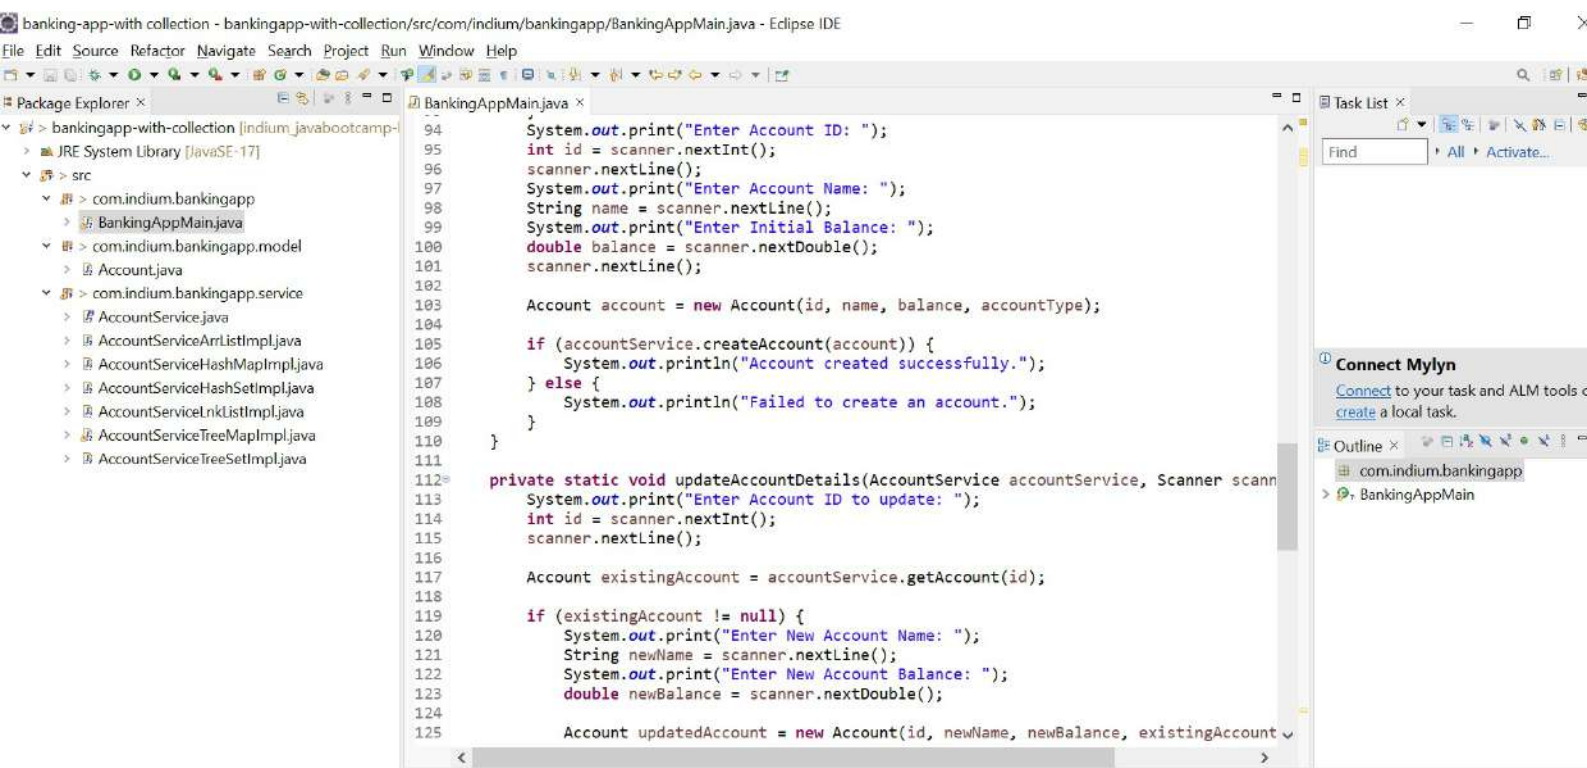 banking-app-with collection - bankingapp-with-collection/src/com/indium/bankingapp/BankingAppMain.java - Eclipse IDE
File Edit Source Refactor Navigate Search Project Run Window Help
Package Explorer ×
> bankingapp-with-collection [indium_javabootcamp-
JRE System Library [JavaSE-17]
> src
> com.indium.bankingapp
BankingAppMain.java
> com.indium.bankingapp.model
Account.java
> com.indium.bankingapp.service
AccountService.java
AccountServiceArrListImpl.java
AccountServiceHashMapImpl.java
AccountServiceHashSetImpl.java
AccountServiceLnkListImpl.java
AccountServiceTreeMapImpl.java
AccountServiceTreeSetImpl.java
BankingAppMain.java ×
94 System.out.print("Enter Account ID: ");
95 int id = scanner.nextInt();
96 scanner.nextLine();
97 System.out.print("Enter Account Name: ");
98 String name = scanner.nextLine();
99 System.out.print("Enter Initial Balance: ");
100 double balance = scanner.nextDouble();
101 scanner.nextLine();
102
103 Account account = new Account(id, name, balance, accountType);
104
105 if (accountService.createAccount(account)) {
106 System.out.println("Account created successfully.");
107 } else {
108 System.out.println("Failed to create an account.");
109 }
110 }
111
112 private static void updateAccountDetails(AccountService accountService, Scanner scann
113 System.out.print("Enter Account ID to update: ");
114 int id = scanner.nextInt();
115 scanner.nextLine();
116
117 Account existingAccount = accountService.getAccount(id);
118
119 if (existingAccount != null) {
120 System.out.print("Enter New Account Name: ");
121 String newName = scanner.nextLine();
122 System.out.print("Enter New Account Balance: ");
123 double newBalance = scanner.nextDouble();
124
125 Account updatedAccount = new Account(id, newName, newBalance, existingAccount
Task List ×
Find All Activate...
Connect Mylyn
Connect to your task and ALM tools
create a local task.
Outline ×
com.indium.bankingapp
BankingAppMain